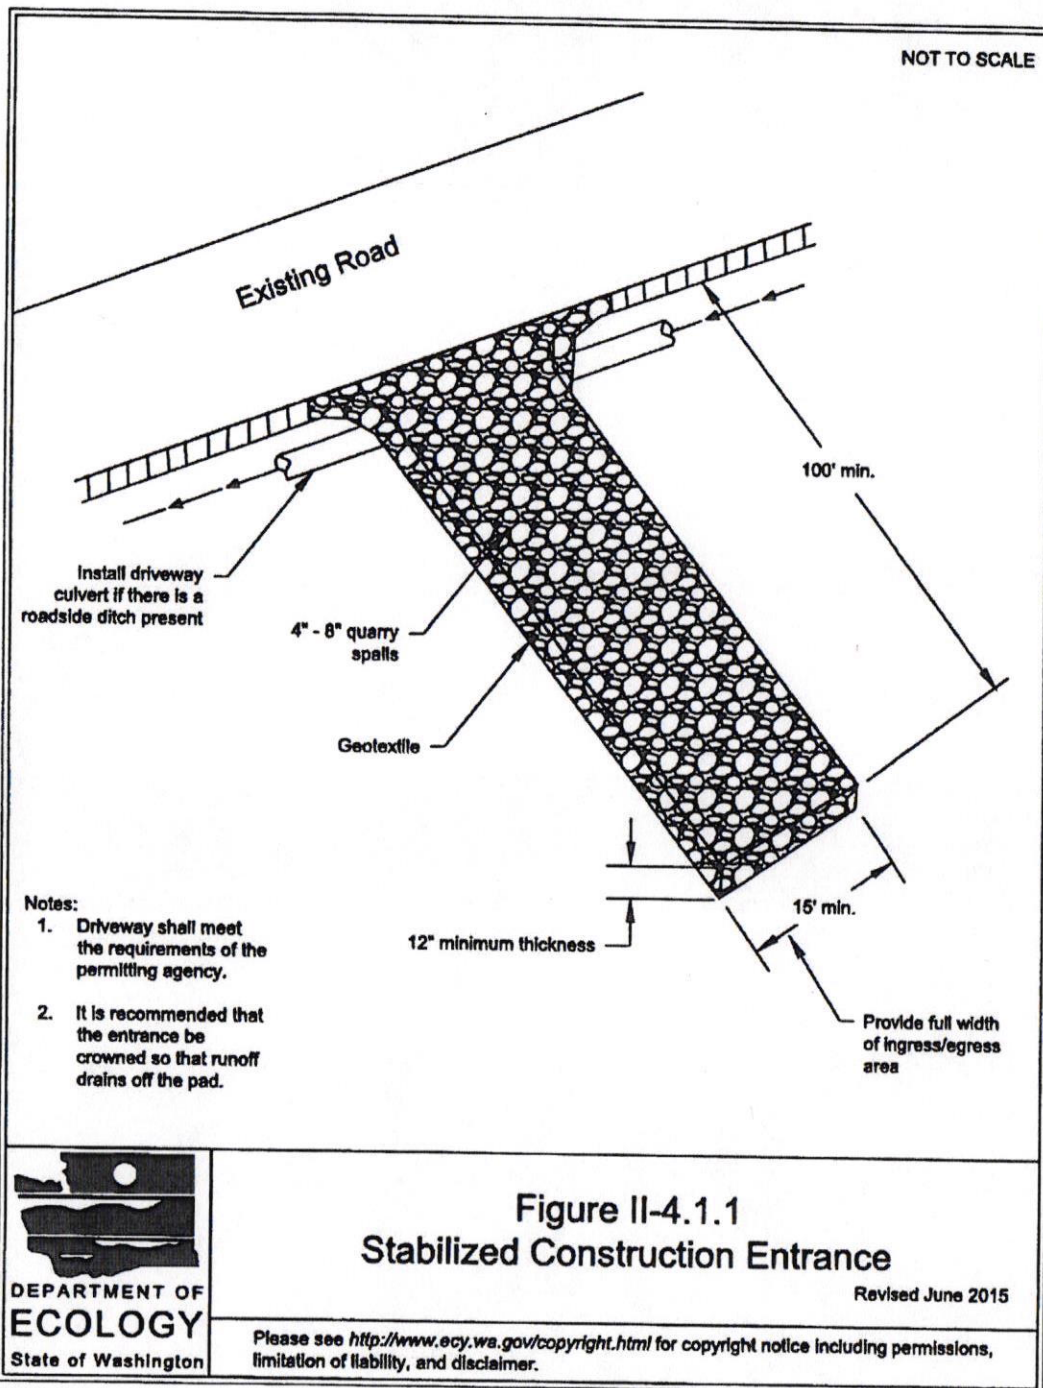 NOT TO SCALE
Existing Road
100' min.
Install driveway
culvert if there is a
roadside ditch present
4" - 8" quarry
spalls
Geotextile
12" minimum thickness
15' min.
Provide full width
of ingress/egress
area
Notes:
1. Driveway shall meet
the requirements of the
permitting agency.
2. It is recommended that
the entrance be
crowned so that runoff
drains off the pad.
DEPARTMENT OF
ECOLOGY
State of Washington
Figure II-4.1.1
Stabilized Construction Entrance
Revised June 2015
Please see http://www.ecy.wa.gov/copyright.html for copyright notice including permissions,
limitation of liability, and disclaimer.